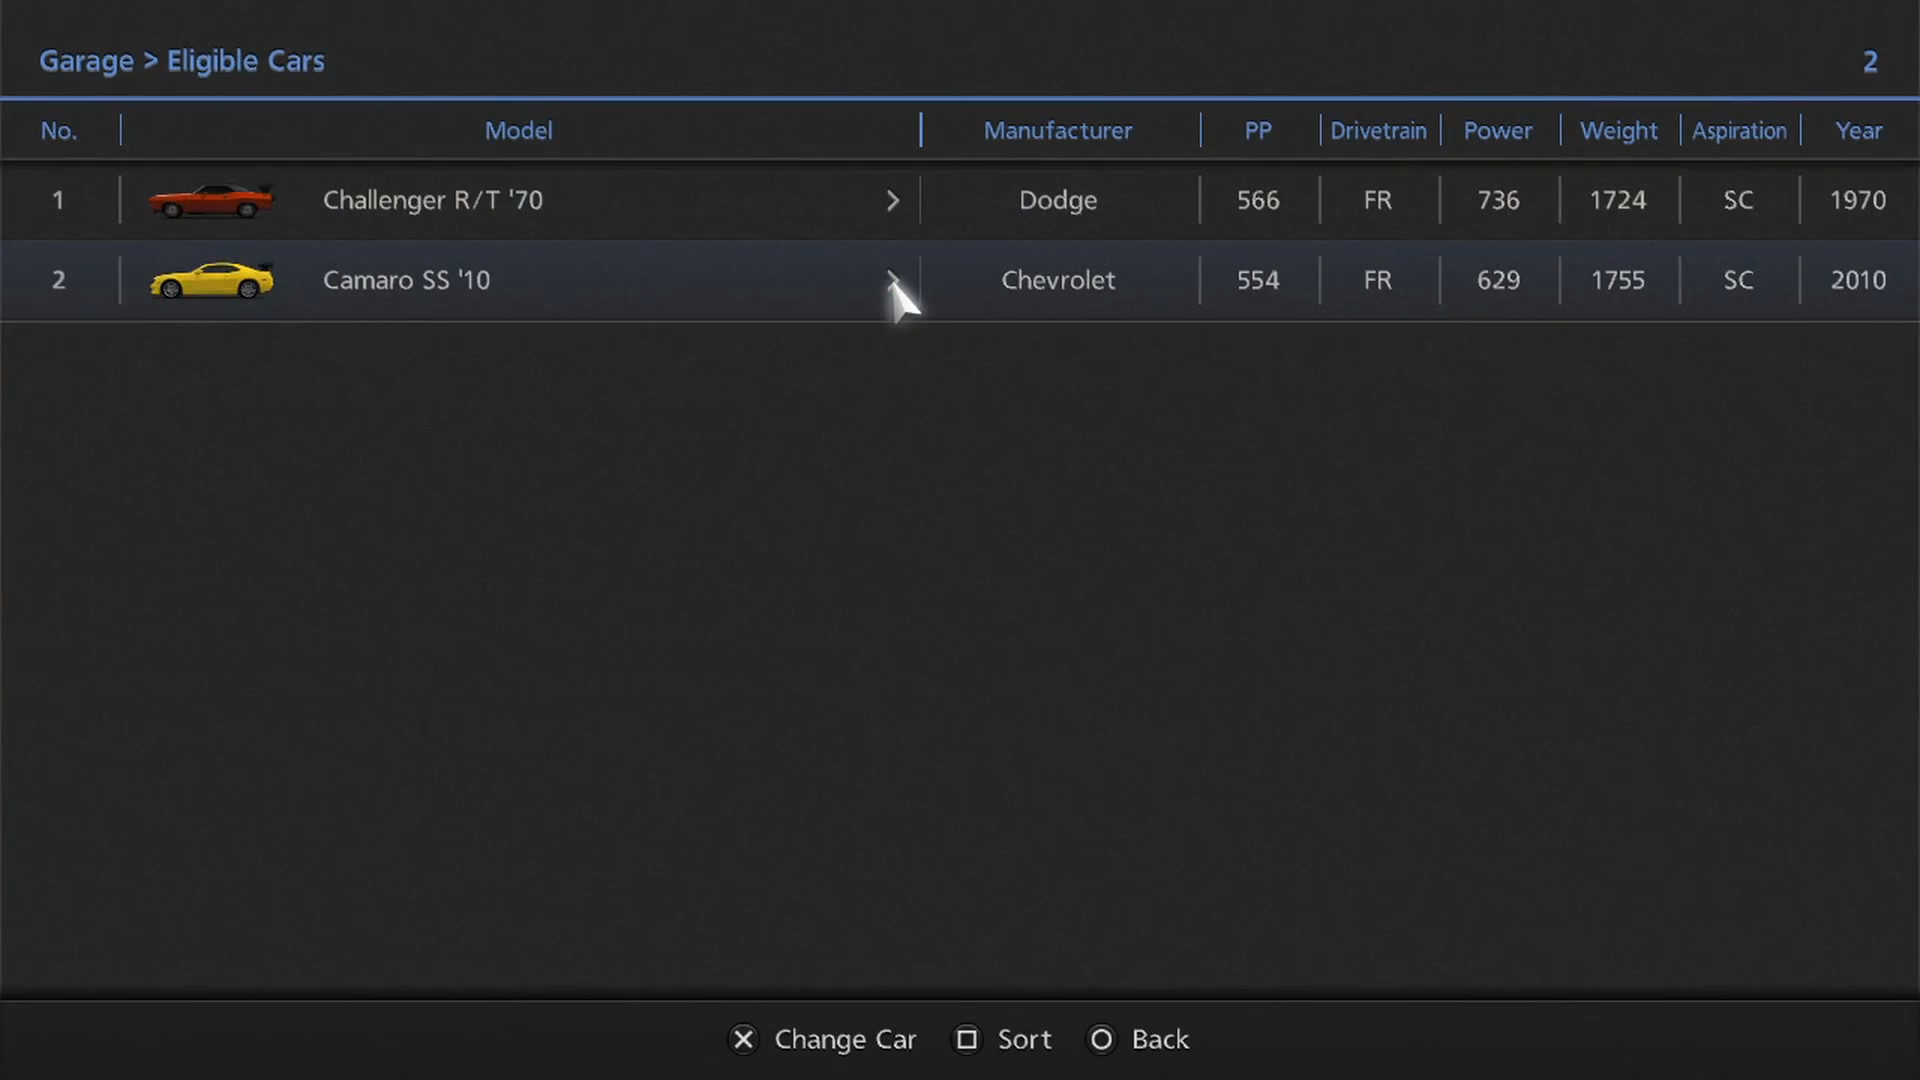 Garage > Eligible Cars 2
No. Model Manufacturer PP Drivetrain Power Weight Aspiration Year
1 Challenger R/T '70 Dodge 566 FR 736 1724 SC 1970
2 Camaro SS '10 Chevrolet 554 FR 629 1755 SC 2010
Change Car Sort Back